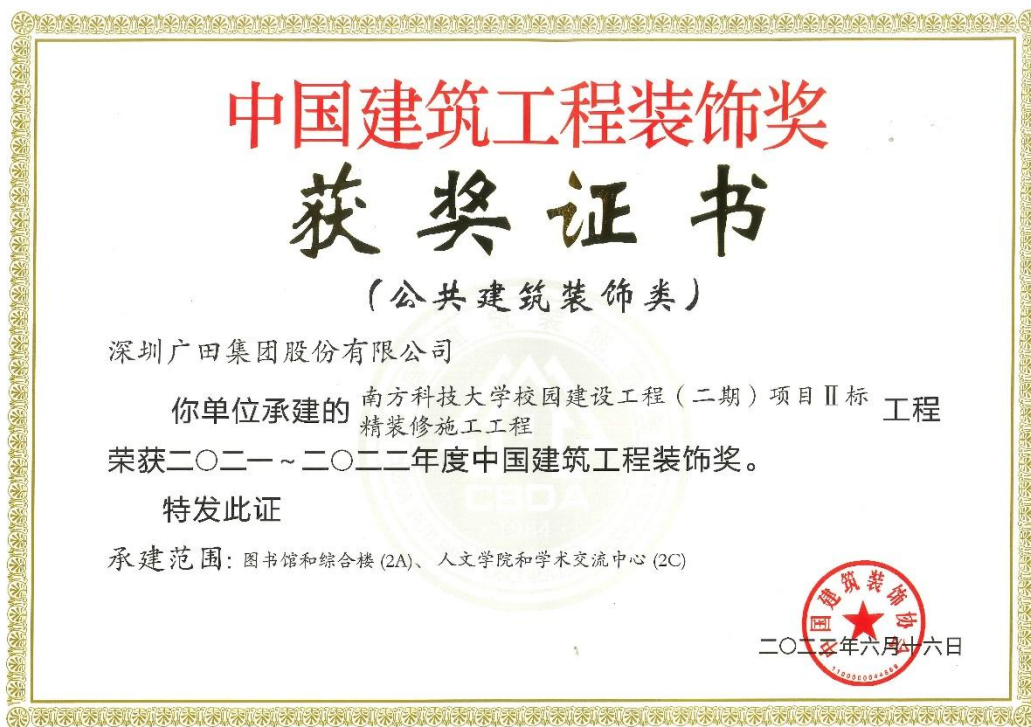 中国建筑工程装饰奖
获奖证书
(公共建筑装饰类)
深圳广田集团股份有限公司
你单位承建的 南方科技大学校园建设工程(二期)项目Ⅱ标
精装修施工工程 工程
荣获二〇二一~二〇二二年度中国建筑工程装饰奖。
特发此证
承建范围: 图书馆和综合楼 (2A)、人文学院和学术交流中心 (2C)
中国建筑装饰协会
二〇二三年六月十六日
CBDA